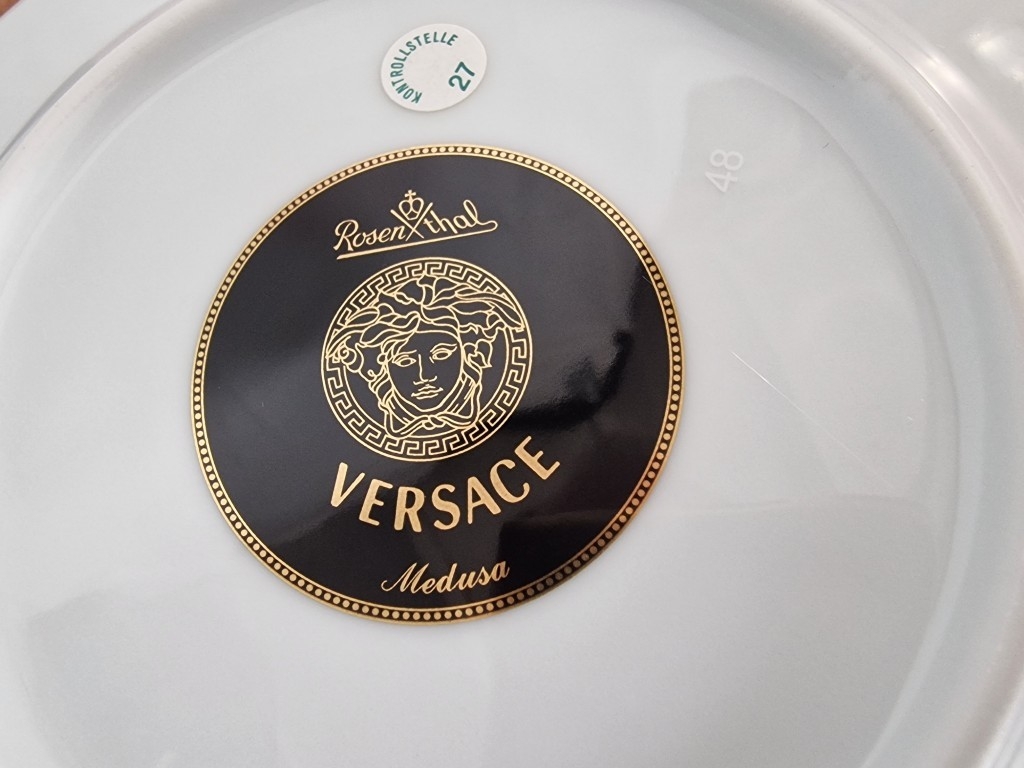 KONTROLLSTELLE
27
48
Rosenthal
VERSACE
Medusa